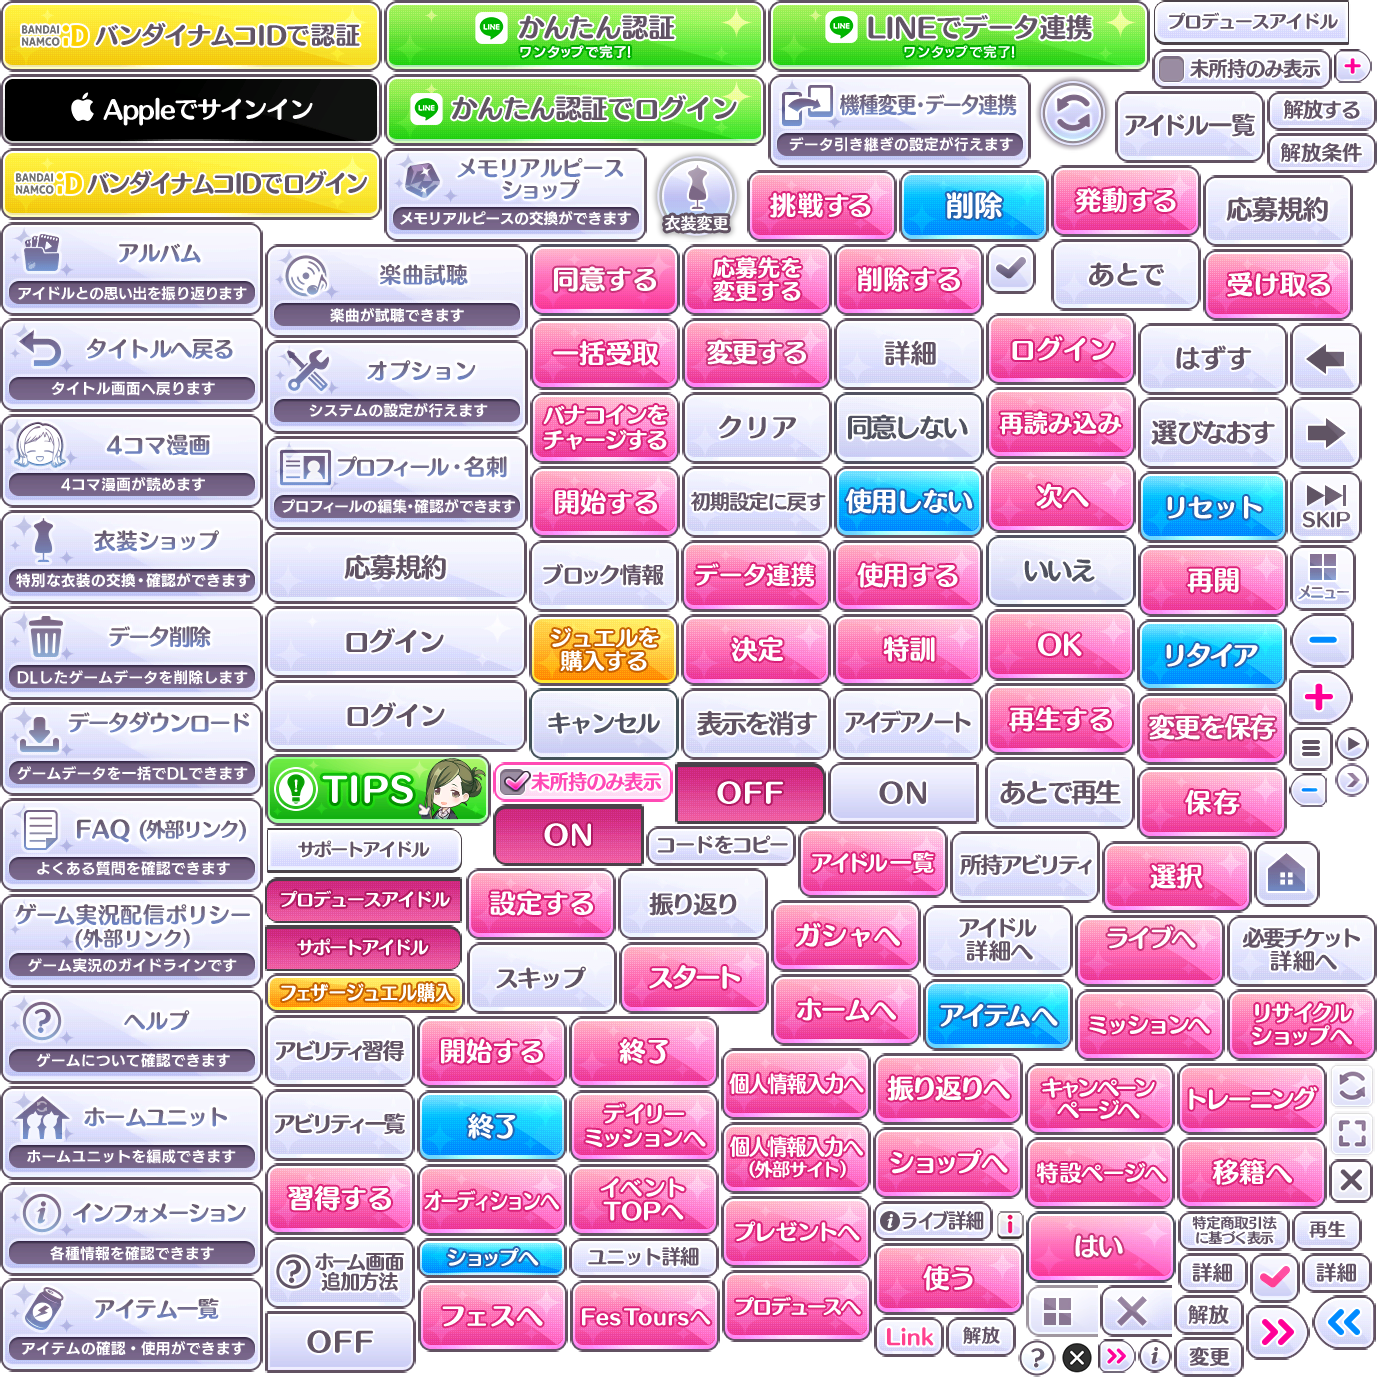 BANDAI NAMCO iD バンダイナムコIDで認証
LINE かんたん認証
ワンタップで完了!
LINE LINEでデータ連携
ワンタップで完了!
プロデュースアイドル
未所持のみ表示
Appleでサインイン
LINE かんたん認証でログイン
機種変更・データ連携
データ引き継ぎの設定が行えます
アイドル一覧
解放する
解放条件
BANDAI NAMCO iD バンダイナムコIDでログイン
メモリアルピース
ショップ
メモリアルピースの交換ができます
衣装変更
挑戦する
削除
発動する
応募規約
アルバム
アイドルとの思い出を振り返ります
楽曲試聴
楽曲が試聴できます
同意する
応募先を
変更する
削除する
あとで
受け取る
タイトルへ戻る
タイトル画面へ戻ります
オプション
システムの設定が行えます
一括受取
変更する
詳細
ログイン
はずす
4コマ漫画
4コマ漫画が読めます
プロフィール・名刺
プロフィールの編集・確認ができます
バナコインを
チャージする
クリア
同意しない
再読み込み
選びなおす
開始する
初期設定に戻す
使用しない
次へ
リセット
SKIP
衣装ショップ
特別な衣装の交換・確認ができます
応募規約
ブロック情報
データ連携
使用する
いいえ
再開
メニュー
データ削除
DLしたゲームデータを削除します
ログイン
ジュエルを
購入する
決定
特訓
OK
リタイア
データダウンロード
ゲームデータを一括でDLできます
ログイン
キャンセル
表示を消す
アイデアノート
再生する
変更を保存
TIPS
未所持のみ表示
OFF
ON
あとで再生
保存
FAQ (外部リンク)
よくある質問を確認できます
サポートアイドル
ON
コードをコピー
アイドル一覧
所持アビリティ
選択
プロデュースアイドル
設定する
振り返り
ゲーム実況配信ポリシー
(外部リンク)
ゲーム実況のガイドラインです
サポートアイドル
ガシャへ
アイドル
詳細へ
ライブへ
必要チケット
詳細へ
フェザージュエル購入
スキップ
スタート
ホームへ
アイテムへ
ミッションへ
リサイクル
ショップへ
ヘルプ
ゲームについて確認できます
アビリティ習得
開始する
終了
個人情報入力へ
振り返りへ
キャンペーン
ページへ
トレーニング
ホームユニット
ホームユニットを編成できます
アビリティ一覧
終了
デイリー
ミッションへ
個人情報入力へ
(外部サイト)
ショップへ
特設ページへ
移籍へ
インフォメーション
各種情報を確認できます
習得する
オーディションへ
イベント
TOPへ
プレゼントへ
ライブ詳細
はい
特定商取引法
に基づく表示
再生
ホーム画面
追加方法
ショップへ
ユニット詳細
使う
詳細
詳細
アイテム一覧
アイテムの確認・使用ができます
OFF
フェスへ
Fes Toursへ
プロデュースへ
Link
解放
解放
変更